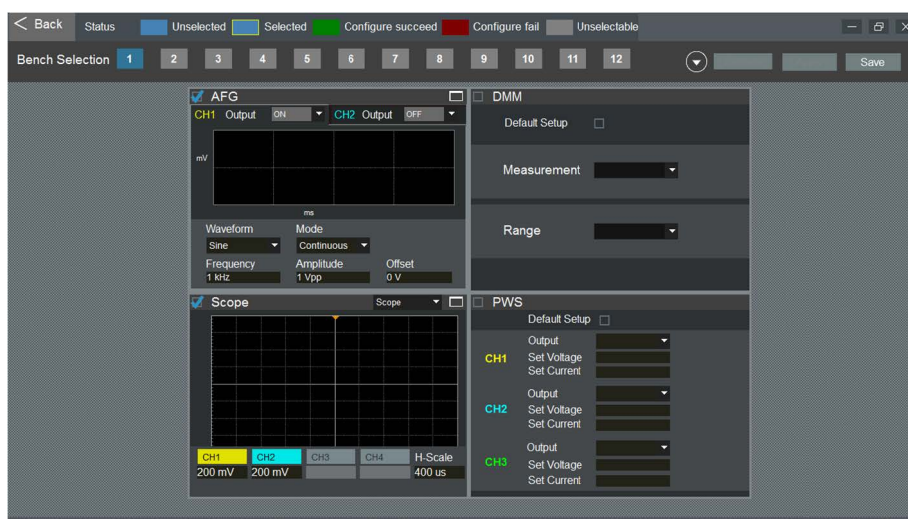 < Back Status Unselected Selected Configure succeed Configure fail Unselectable
Bench Selection 1 2 3 4 5 6 7 8 9 10 11 12 Save
AFG
CH1 Output ON CH2 Output OFF
mV
ms
Waveform Mode
Sine Continuous
Frequency Amplitude Offset
1 kHz 1 Vpp 0 V
DMM
Default Setup
Measurement
Range
Scope Scope
CH1 CH2 CH3 CH4 H-Scale
200 mV 200 mV 400 us
PWS
Default Setup
Output
CH1 Set Voltage
Set Current
Output
CH2 Set Voltage
Set Current
Output
CH3 Set Voltage
Set Current